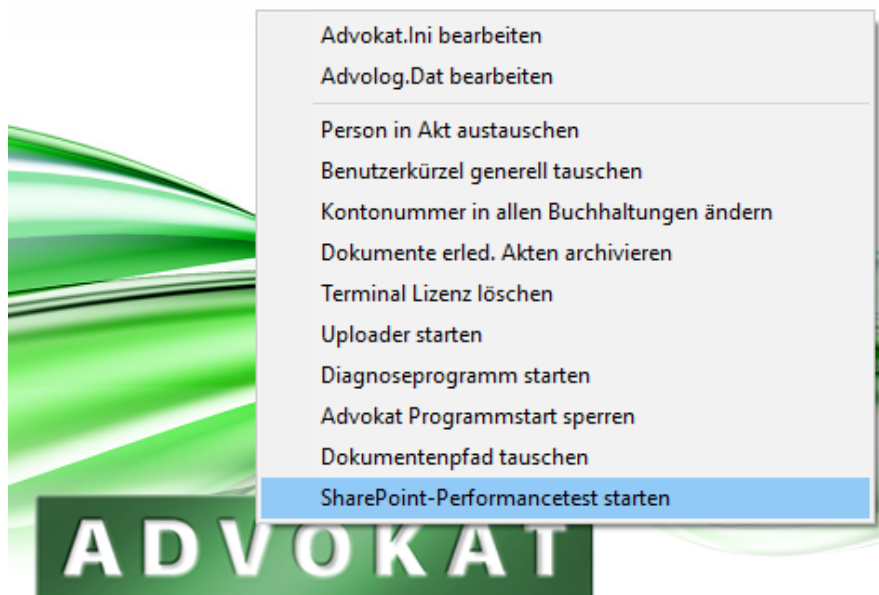 Advokat.Ini bearbeiten
Advolog.Dat bearbeiten
Person in Akt austauschen
Benutzerkürzel generell tauschen
Kontonummer in allen Buchhaltungen ändern
Dokumente erled. Akten archivieren
Terminal Lizenz löschen
Uploader starten
Diagnoseprogramm starten
Advokat Programmstart sperren
Dokumentenpfad tauschen
SharePoint-Performancetest starten
ADVOKAT